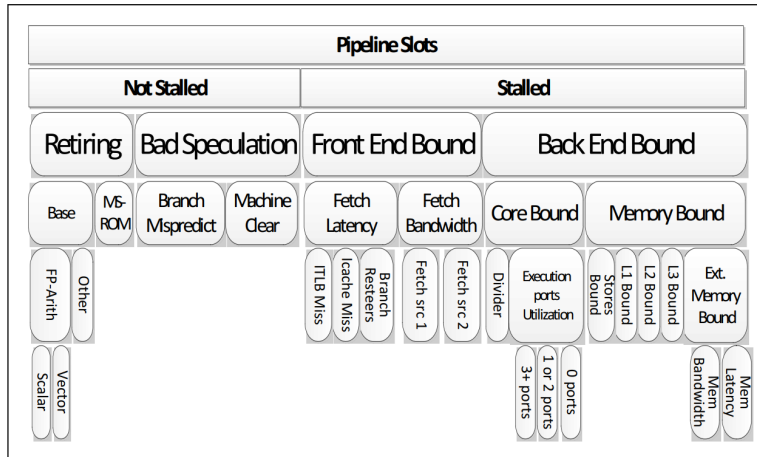 Pipeline Slots
Not Stalled
Stalled
Retiring
Bad Speculation
Front End Bound
Back End Bound
Base
MS-
ROM
Branch
Mispredict
Machine
Clear
Fetch
Latency
Fetch
Bandwidth
Core Bound
Memory Bound
FP-Arith
Other
ITLB Miss
Icache Miss
Branch
Resteers
Fetch src 1
Fetch src 2
Divider
Execution
ports
Utilization
Stores
Bound
L1 Bound
L2 Bound
L3 Bound
Ext.
Memory
Bound
Scalar
Vector
3+ ports
1 or 2 ports
0 ports
Mem
Bandwidth
Mem
Latency